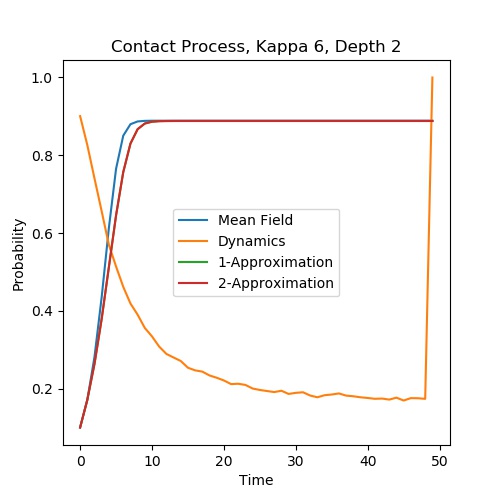 Contact Process, Kappa 6, Depth 2
Probability
1.0
0.8
0.6
0.4
0.2
Mean Field
Dynamics
1-Approximation
2-Approximation
0 10 20 30 40 50
Time